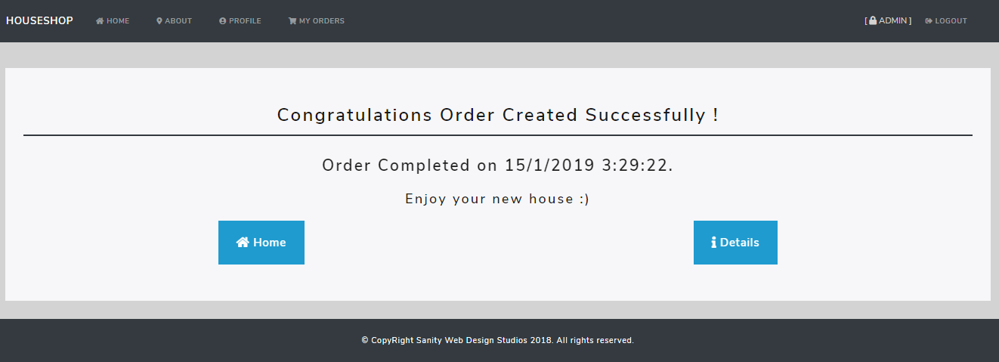 HOUSESHOP HOME ABOUT PROFILE MY ORDERS [ ADMIN ] LOGOUT
Congratulations Order Created Successfully !
Order Completed on 15/1/2019 3:29:22.
Enjoy your new house :)
Home Details
© CopyRight Sanity Web Design Studios 2018. All rights reserved.